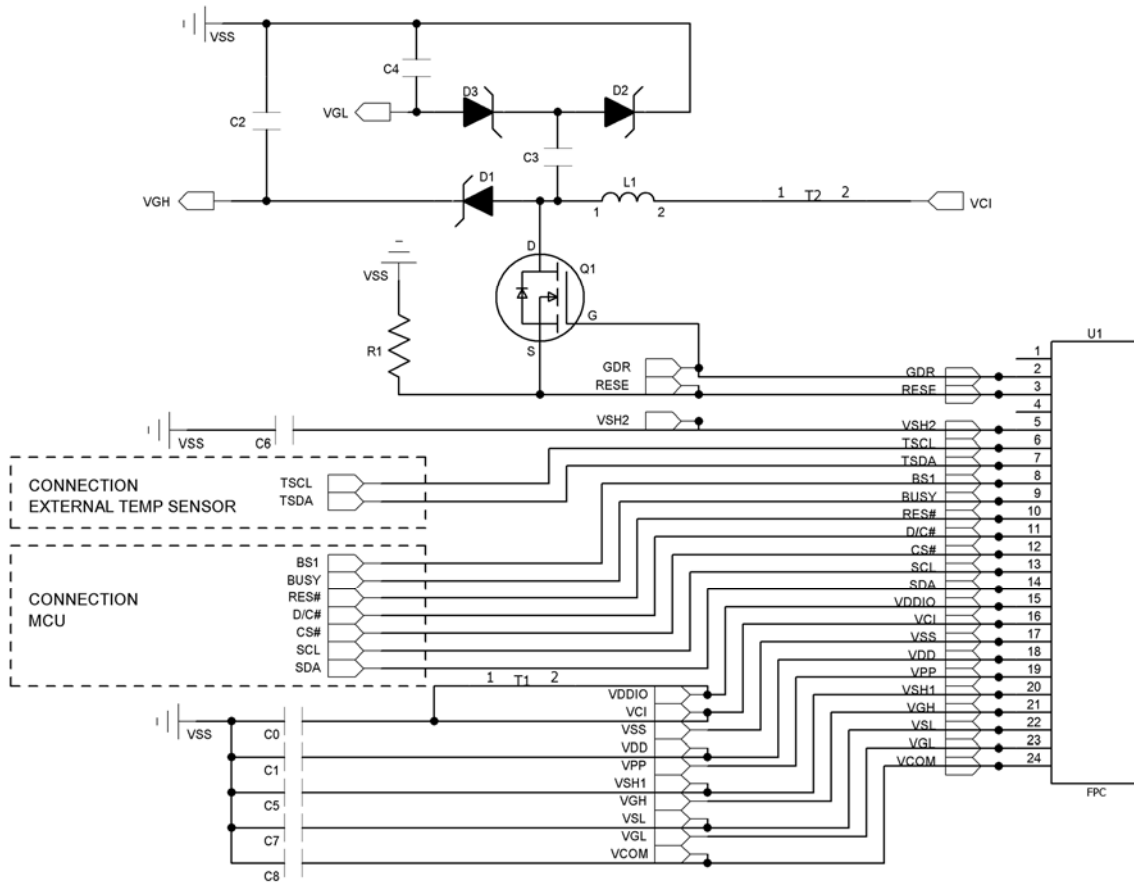 VSS
C4
D3
D2
VGL
C2
C3
D1
L1
VGH
1
2
1
T2
2
VCI
D
Q1
VSS
G
U1
R1
S
1
GDR
GDR
2
RESE
RESE
3
4
VSH2
VSH2
5
VSS
C6
TSCL
6
TSDA
7
CONNECTION
EXTERNAL TEMP SENSOR
TSCL
TSDA
BS1
8
BUSY
9
RES#
10
D/C#
11
CS#
12
SCL
13
SDA
14
CONNECTION
MCU
BS1
BUSY
RES#
D/C#
CS#
SCL
SDA
VDDIO
15
VCI
16
VSS
17
VDD
18
VPP
19
VSH1
20
VGH
21
VSL
22
VGL
23
VCOM
24
1
T1
2
VDDIO
VCI
VSS
VDD
VPP
VSH1
VGH
VSL
VGL
VCOM
VSS
C0
C1
C5
C7
C8
FPC